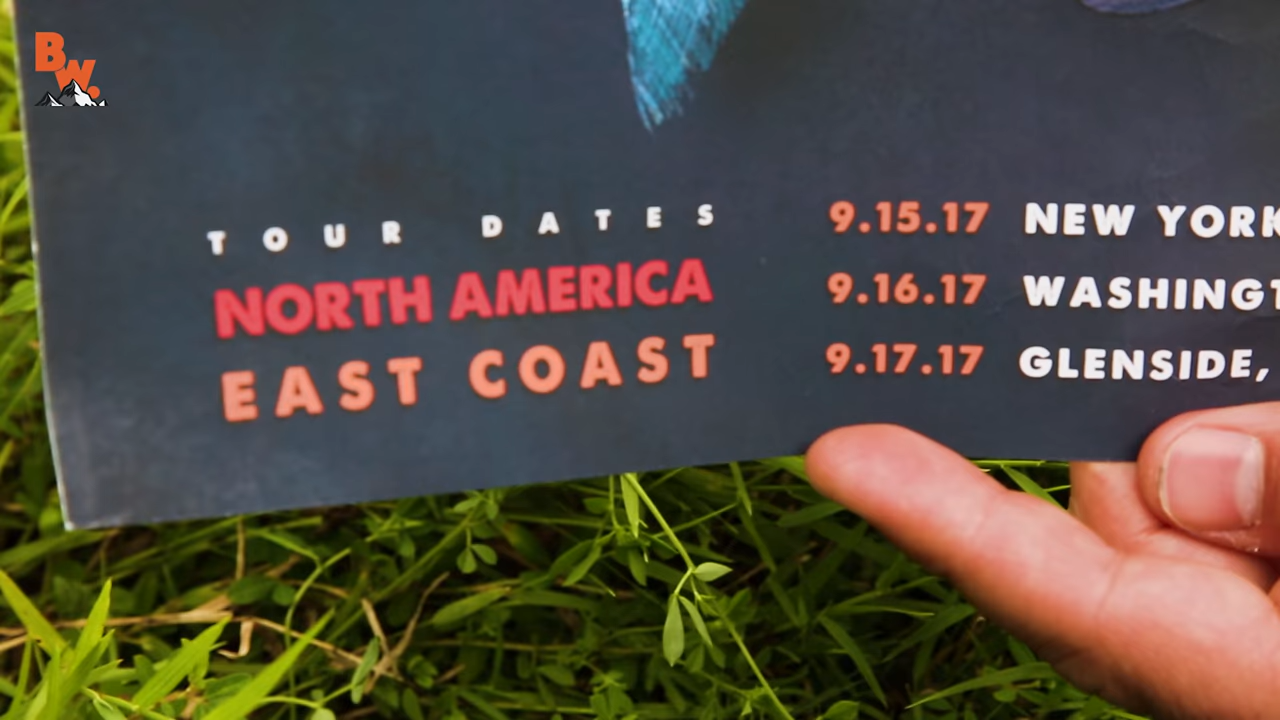 BW.
TOUR DATES
NORTH AMERICA
EAST COAST
9.15.17 NEW YORK
9.16.17 WASHINGT
9.17.17 GLENSIDE,